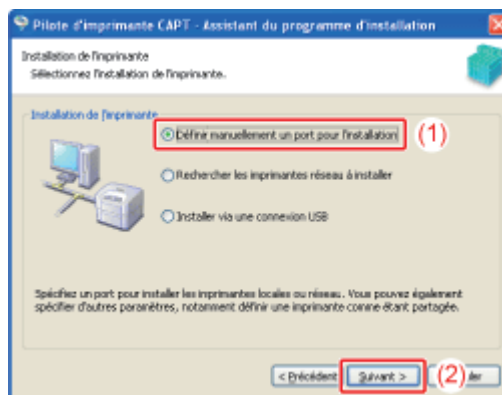 Pilote d'imprimante CAPT - Assistant du programme d'installation
Installation de l'imprimante
Sélectionnez l'installation de l'imprimante.
Installation de l'imprimante
Définir manuellement un port pour l'installation
(1)
Rechercher les imprimantes réseau à installer
Installer via une connexion USB
Spécifiez un port pour installer les imprimantes locales ou réseau. Vous pouvez également
spécifier d'autres paramètres, notamment définir une imprimante comme étant partagée.
< Précédent Suivant > (2) ler